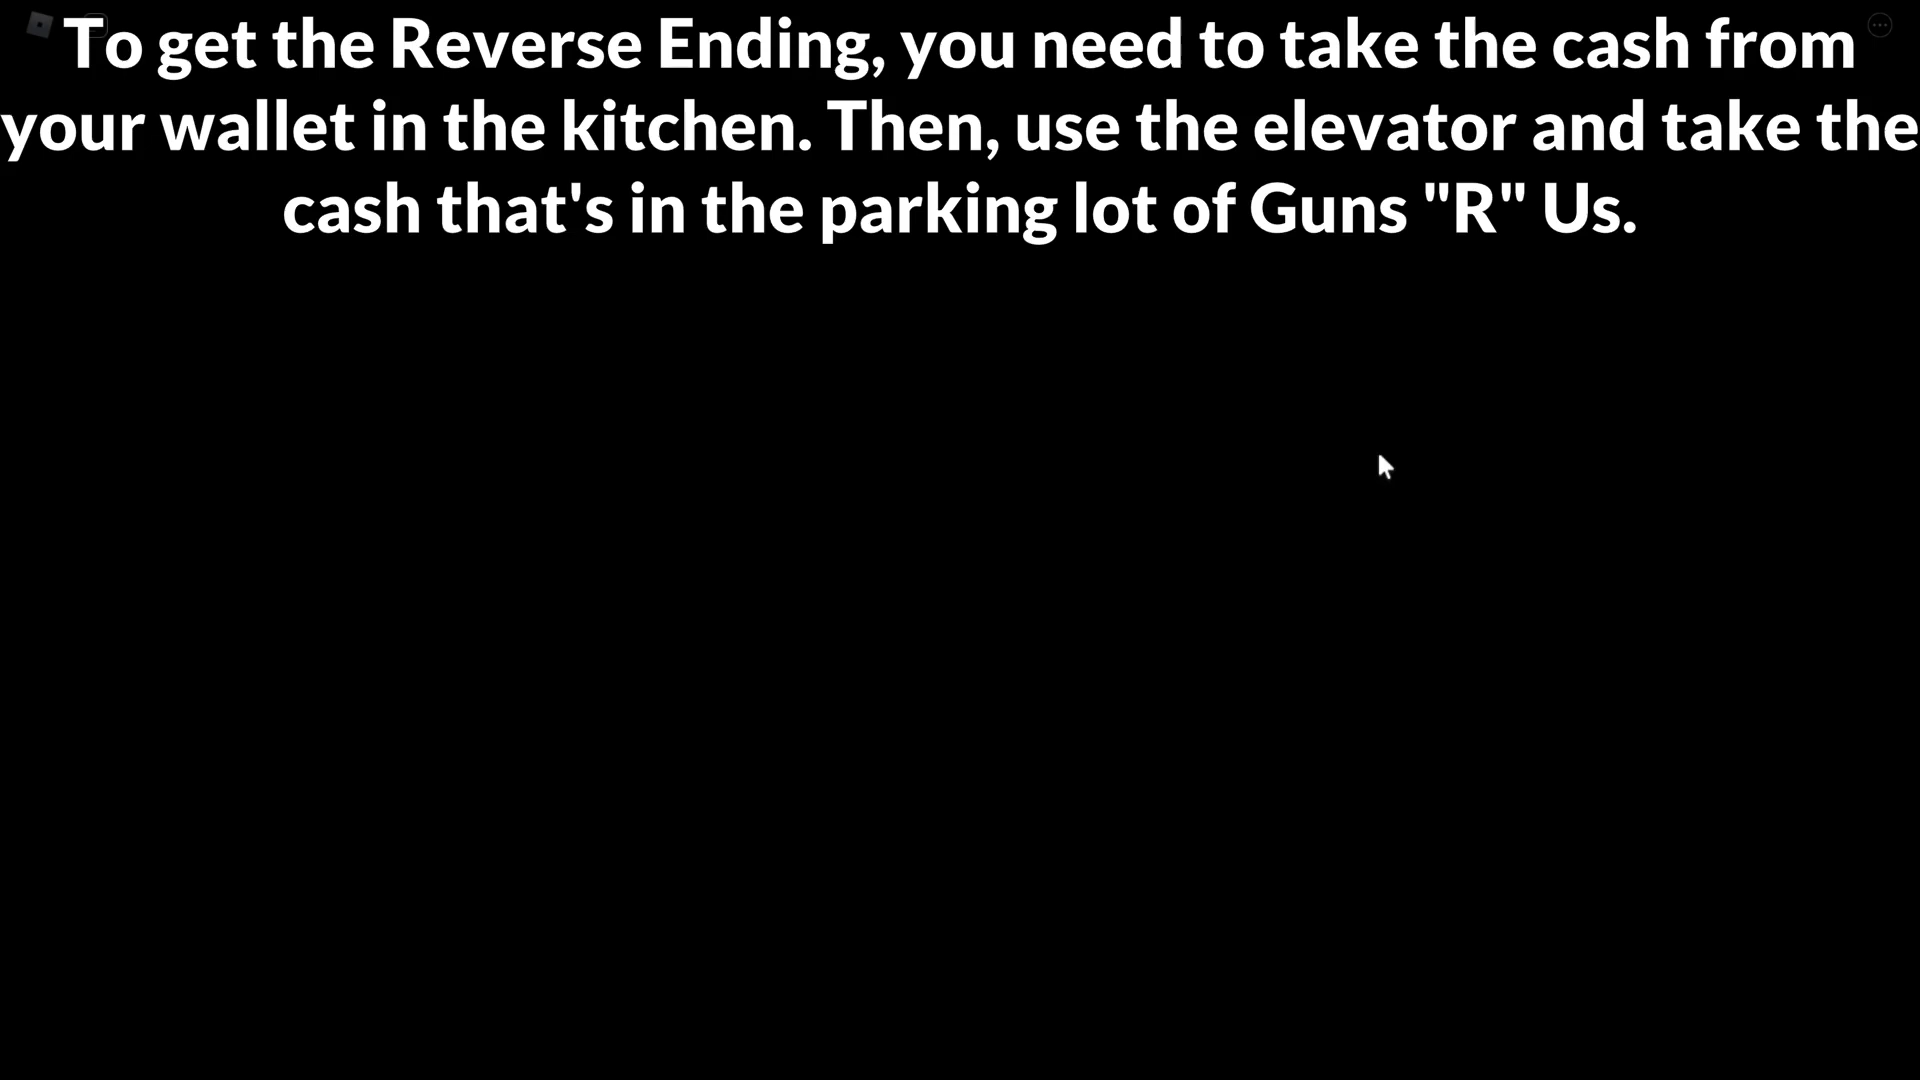 To get the Reverse Ending, you need to take the cash from
your wallet in the kitchen. Then, use the elevator and take the
cash that's in the parking lot of Guns "R" Us.